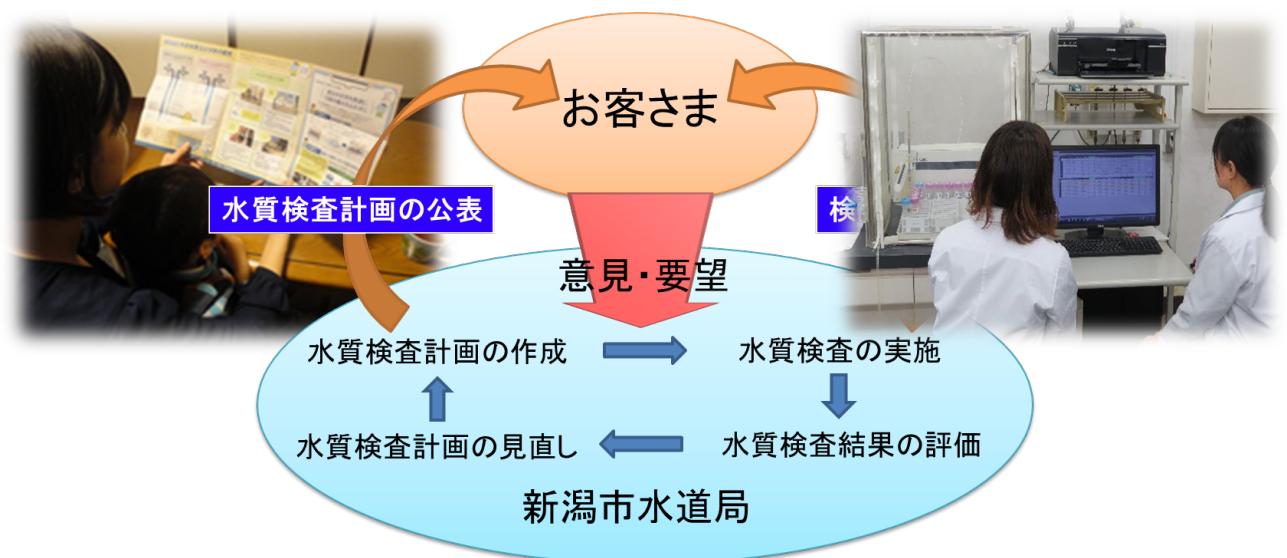 お客さま
水質検査計画の公表
検
意見・要望
水質検査計画の作成
水質検査の実施
水質検査計画の見直し
水質検査結果の評価
新潟市水道局